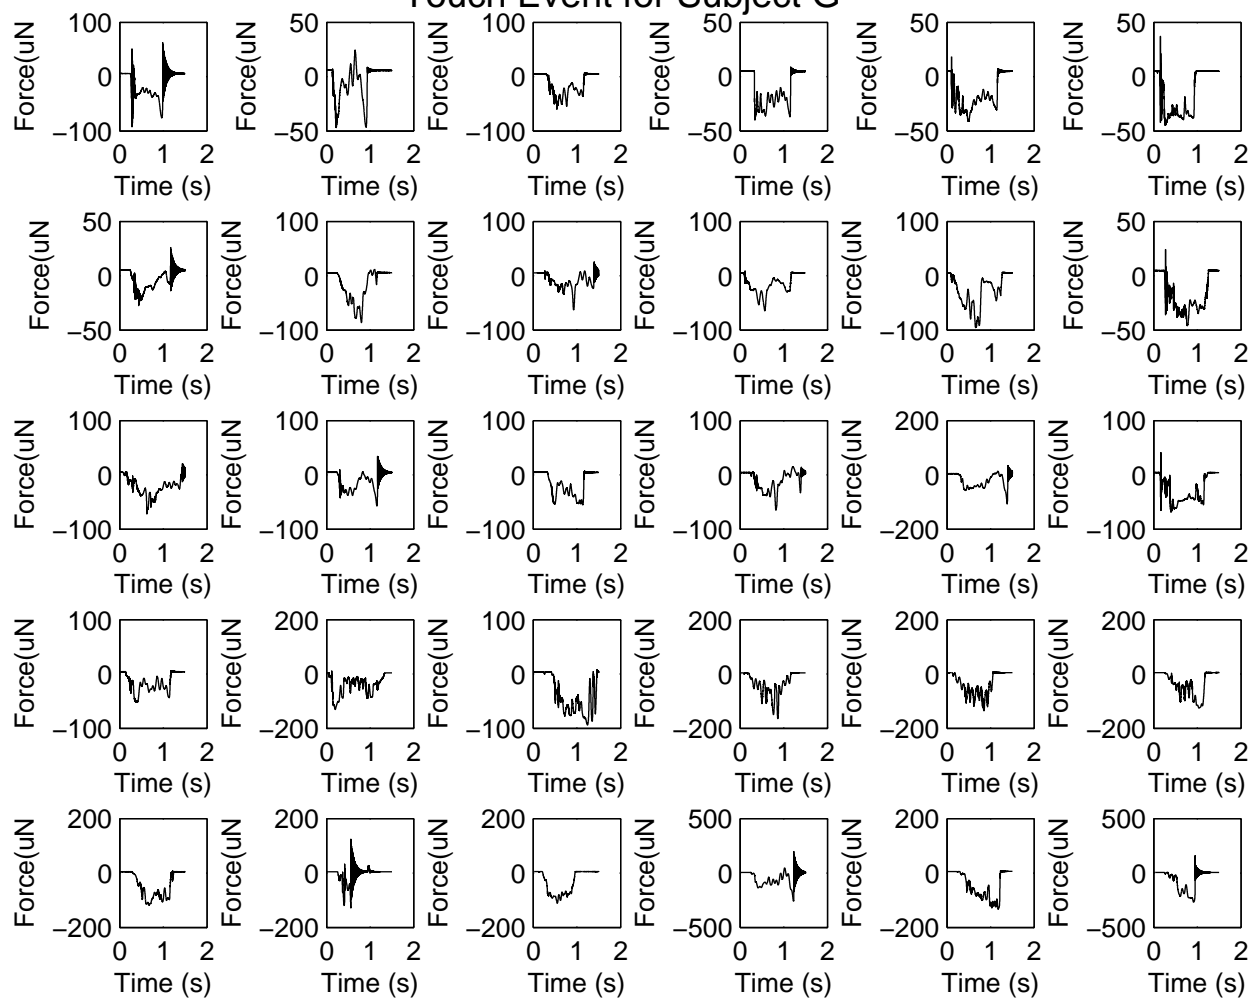 Touch Event for Subject G
100 50 100 50 50 50
Force(uN Force(uN Force(uN Force(uN Force(uN Force(uN
0 0 0 0 0 0
−100 −50 −100 −50 −50 −50
0 1 2 0 1 2 0 1 2 0 1 2 0 1 2 0 1 2
Time (s) Time (s) Time (s) Time (s) Time (s) Time (s)
50 100 100 100 100 50
Force(uN Force(uN Force(uN Force(uN Force(uN Force(uN
0 0 0 0 0 0
−50 −100 −100 −100 −100 −50
0 1 2 0 1 2 0 1 2 0 1 2 0 1 2 0 1 2
Time (s) Time (s) Time (s) Time (s) Time (s) Time (s)
100 100 100 100 200 100
Force(uN Force(uN Force(uN Force(uN Force(uN Force(uN
0 0 0 0 0 0
−100 −100 −100 −100 −200 −100
0 1 2 0 1 2 0 1 2 0 1 2 0 1 2 0 1 2
Time (s) Time (s) Time (s) Time (s) Time (s) Time (s)
100 200 100 200 200 200
Force(uN Force(uN Force(uN Force(uN Force(uN Force(uN
0 0 0 0 0 0
−100 −200 −100 −200 −200 −200
0 1 2 0 1 2 0 1 2 0 1 2 0 1 2 0 1 2
Time (s) Time (s) Time (s) Time (s) Time (s) Time (s)
200 200 200 500 200 500
Force(uN Force(uN Force(uN Force(uN Force(uN Force(uN
0 0 0 0 0 0
−200 −200 −200 −500 −200 −500
0 1 2 0 1 2 0 1 2 0 1 2 0 1 2 0 1 2
Time (s) Time (s) Time (s) Time (s) Time (s) Time (s)